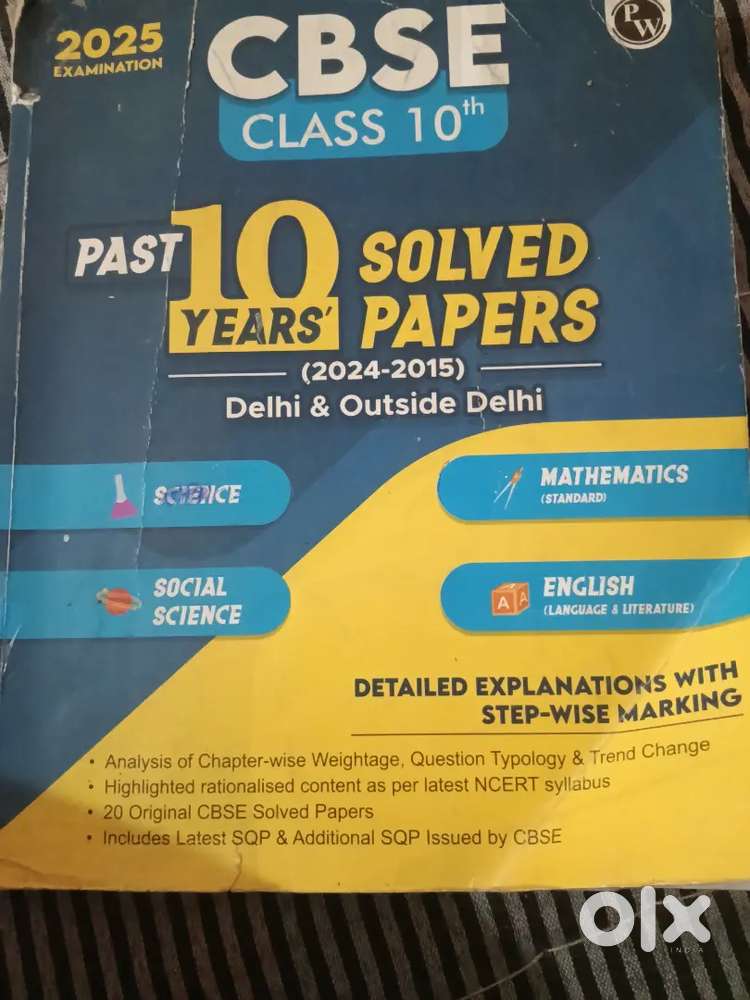 2025
EXAMINATION
CBSE
CLASS 10th
PW
PAST 10 YEARS' SOLVED PAPERS
(2024-2015)
Delhi & Outside Delhi
SCIENCE
MATHEMATICS
(STANDARD)
SOCIAL
SCIENCE
ENGLISH
(LANGUAGE & LITERATURE)
A A
DETAILED EXPLANATIONS WITH
STEP-WISE MARKING
• Analysis of Chapter-wise Weightage, Question Typology & Trend Change
• Highlighted rationalised content as per latest NCERT syllabus
• 20 Original CBSE Solved Papers
• Includes Latest SQP & Additional SQP Issued by CBSE
olx
INDIA